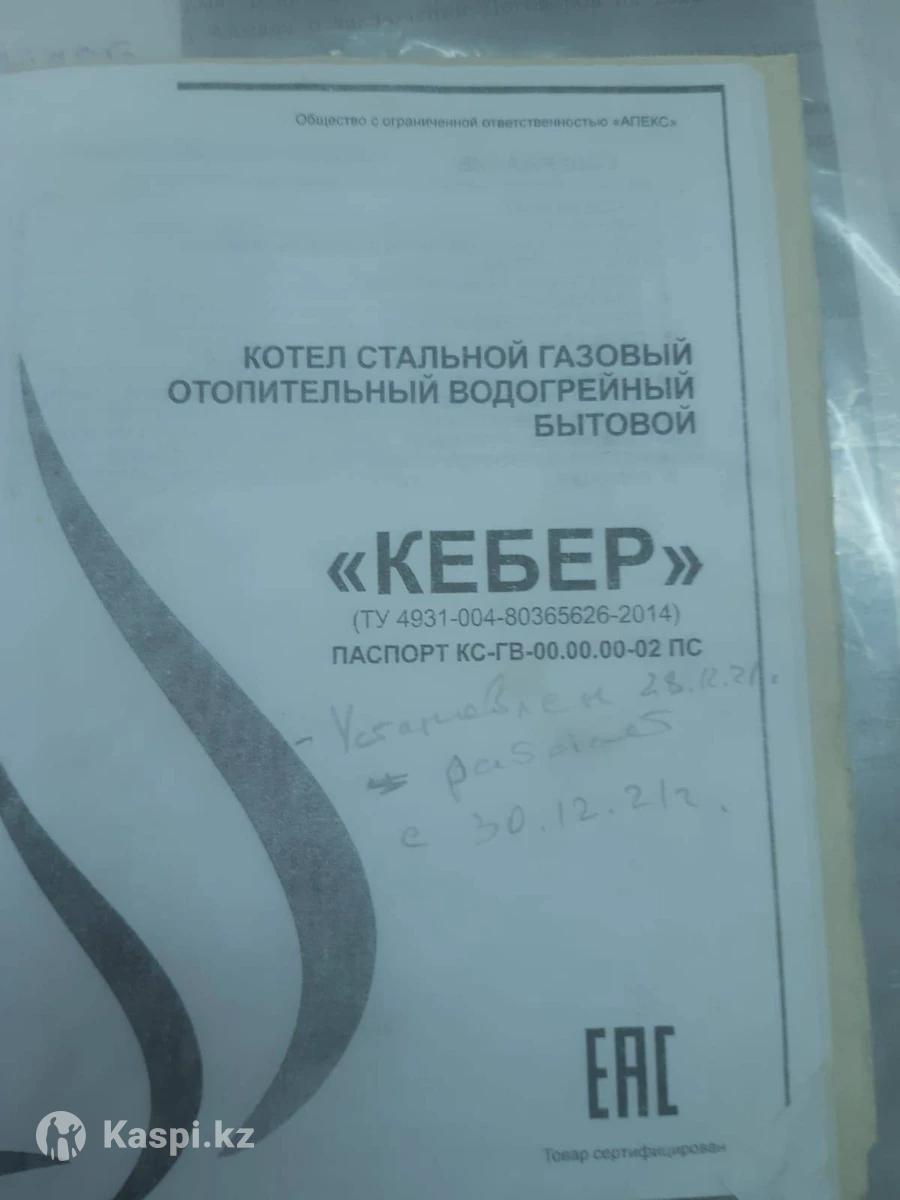 Общество с ограниченной ответственностью «АПЕКС»
КОТЕЛ СТАЛЬНОЙ ГАЗОВЫЙ
ОТОПИТЕЛЬНЫЙ ВОДОГРЕЙНЫЙ
БЫТОВОЙ
«КЕБЕР»
(ТУ 4931-004-80365626-2014)
ПАСПОРТ КС-ГВ-00.00.00-02 ПС
- Установлен 28.12.21г.
работает
с 30.12.21г.
ЕАС
Товар сертифицирован
Kaspi.kz